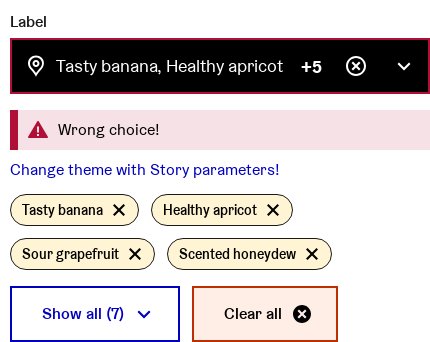 Label
Tasty banana, Healthy apricot +5
Wrong choice!
Change theme with Story parameters!
Tasty banana Healthy apricot
Sour grapefruit Scented honeydew
Show all (7) Clear all